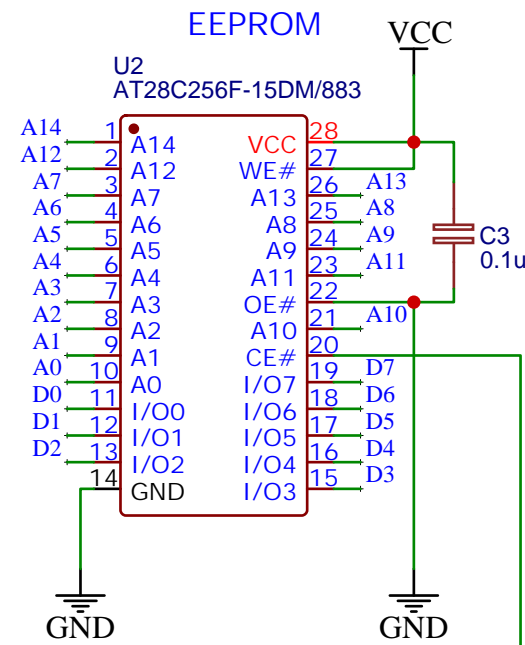 EEPROM
VCC
U2
AT28C256F-15DM/883
A14 1 A14 VCC 28
A12 2 A12 WE# 27
A7 3 A7 A13 26 A13
A6 4 A6 A8 25 A8
A5 5 A5 A9 24 A9
A4 6 A4 A11 23 A11
A3 7 A3 OE# 22
A2 8 A2 A10 21 A10
A1 9 A1 CE# 20
A0 10 A0 I/O7 19 D7
D0 11 I/O0 I/O6 18 D6
D1 12 I/O1 I/O5 17 D5
D2 13 I/O2 I/O4 16 D4
14 GND I/O3 15 D3
C3
0.1u
GND
GND